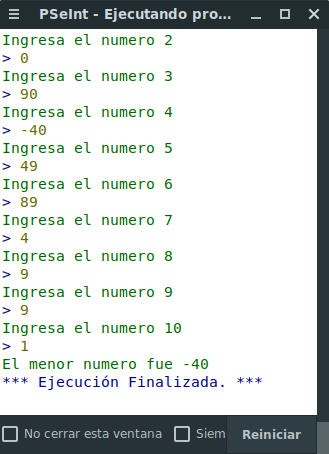 PSeInt - Ejecutando pro...
Ingresa el numero 2
> 0
Ingresa el numero 3
> 90
Ingresa el numero 4
> -40
Ingresa el numero 5
> 49
Ingresa el numero 6
> 89
Ingresa el numero 7
> 4
Ingresa el numero 8
> 9
Ingresa el numero 9
> 9
Ingresa el numero 10
> 1
El menor numero fue -40
*** Ejecución Finalizada. ***
No cerrar esta ventana Siem Reiniciar